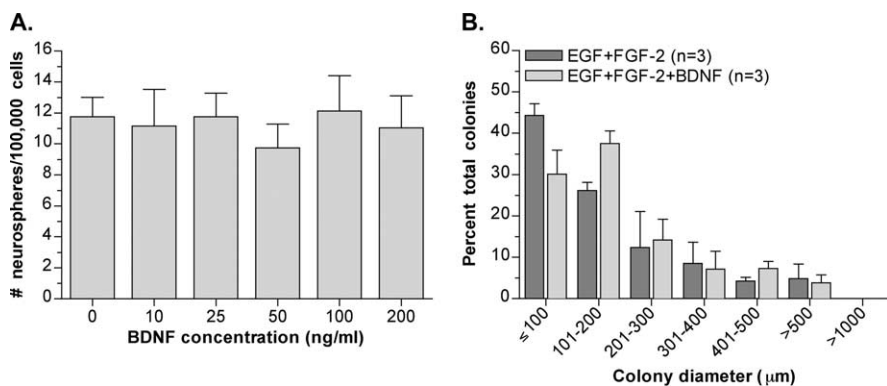 A.
# neurospheres/100,000 cells
16
14
12
10
8
6
4
2
0
0 10 25 50 100 200
BDNF concentration (ng/ml)
B.
Percent total colonies
60
50
40
30
20
10
0
EGF+FGF-2 (n=3)
EGF+FGF-2+BDNF (n=3)
≤100 101-200 201-300 301-400 401-500 >500 >1000
Colony diameter (μm)